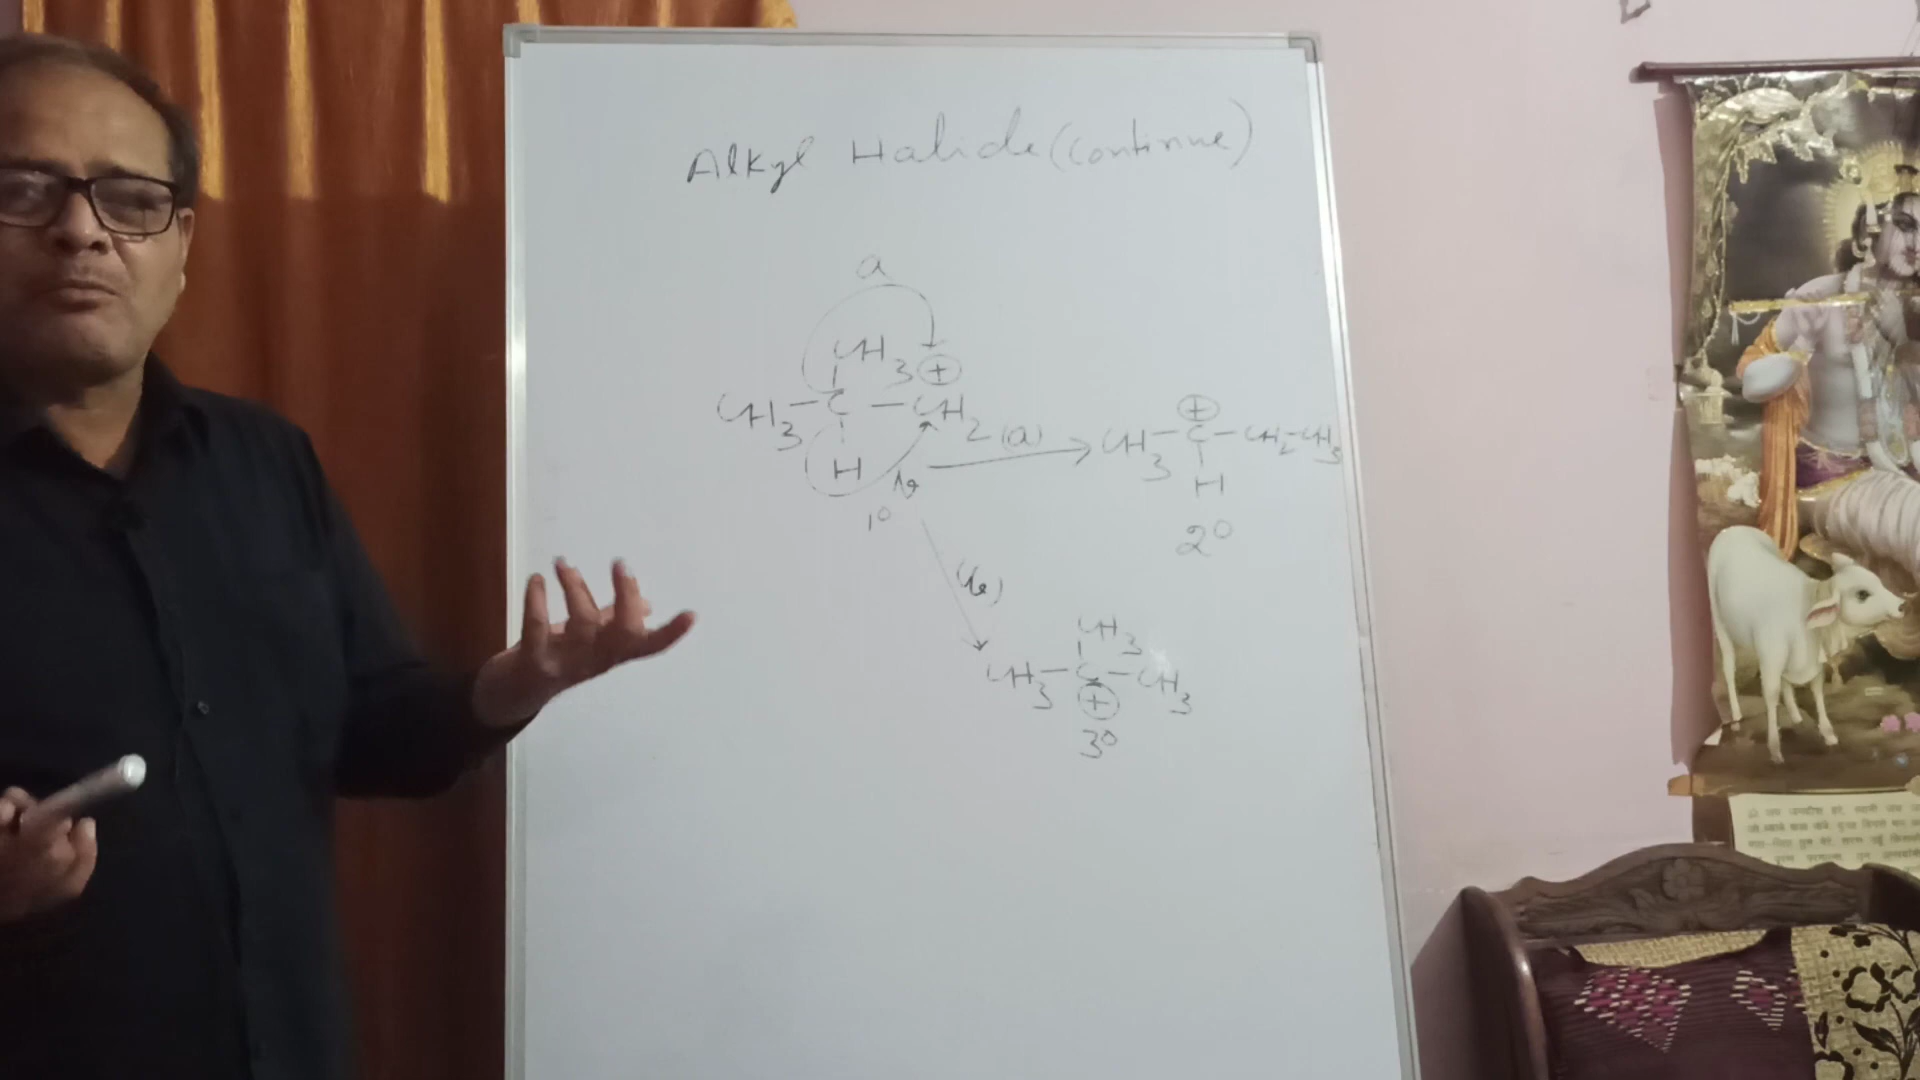 Alkyl Halide (Continue)
a
CH3 ⊕
CH3 - C - CH2
H
1°
(a)
⊕
CH3 - C - CH2-CH3
H
2°
(b)
CH3
CH3 - C - CH3
⊕
3°